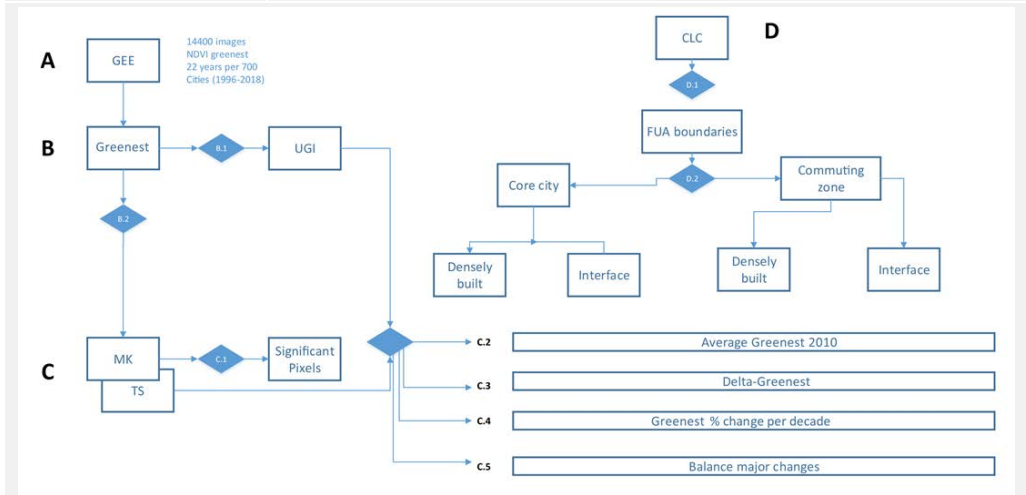 A
GEE
14400 images
NDVI greenest
22 years per 700
Cities (1996-2018)
B
Greenest
B.1
UGI
B.2
C
MK
TS
C.1
Significant
Pixels
C.2
Average Greenest 2010
C.3
Delta-Greenest
C.4
Greenest % change per decade
C.5
Balance major changes
D
CLC
D.1
FUA boundaries
D.2
Core city
Commuting
zone
Densely
built
Interface
Densely
built
Interface